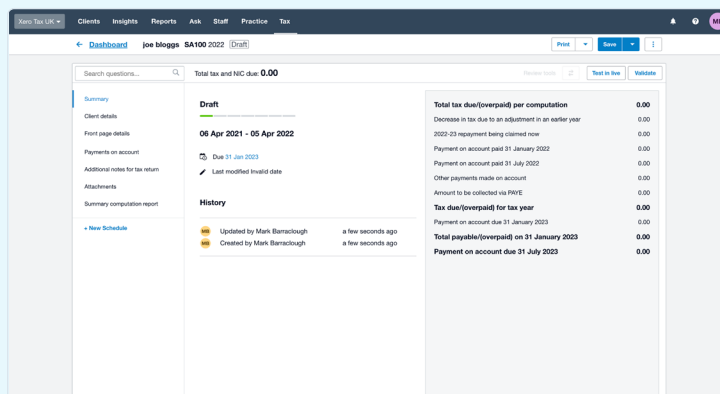 Xero Tax UK Clients Insights Reports Ask Staff Practice Tax
← Dashboard joe bloggs SA100 2022 Draft Print Save
Search questions... Total tax and NIC due: 0.00 Test in live Validate
Summary
Client details
Front page details
Payments on account
Additional notes for tax return
Attachments
Summary computation report
+ New Schedule
Draft
06 Apr 2021 - 05 Apr 2022
Due 31 Jan 2023
Last modified Invalid date
History
MB Updated by Mark Barraclough a few seconds ago
MB Created by Mark Barraclough a few seconds ago
Total tax due/(overpaid) per computation 0.00
Decrease in tax due to an adjustment in an earlier year 0.00
2022-23 repayment being claimed now 0.00
Payment on account paid 31 January 2022 0.00
Payment on account paid 31 July 2022 0.00
Other payments made on account 0.00
Amount to be collected via PAYE 0.00
Tax due/(overpaid) for tax year 0.00
Payment on account due 31 January 2023 0.00
Total payable/(overpaid) on 31 January 2023 0.00
Payment on account due 31 July 2023 0.00